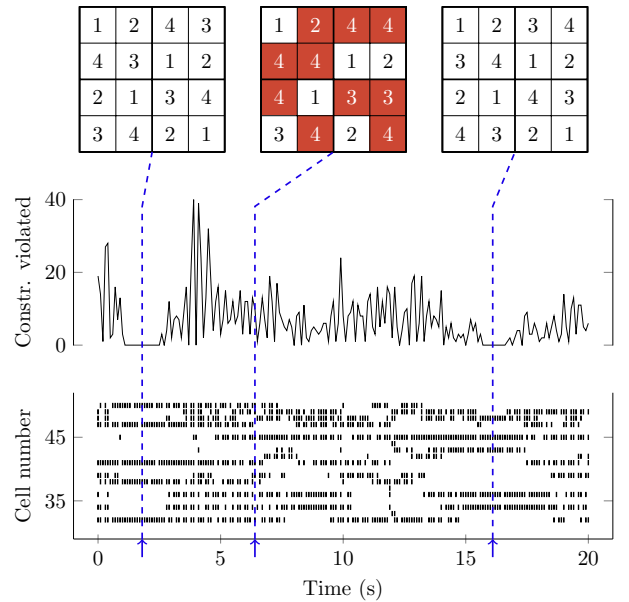 1 2 4 3
4 3 1 2
2 1 3 4
3 4 2 1
1 2 4 4
4 4 1 2
4 1 3 3
3 4 2 4
1 2 3 4
3 4 1 2
2 1 4 3
4 3 2 1
Constr. violated
40
20
0
Cell number
45
35
0 5 10 15 20
Time (s)